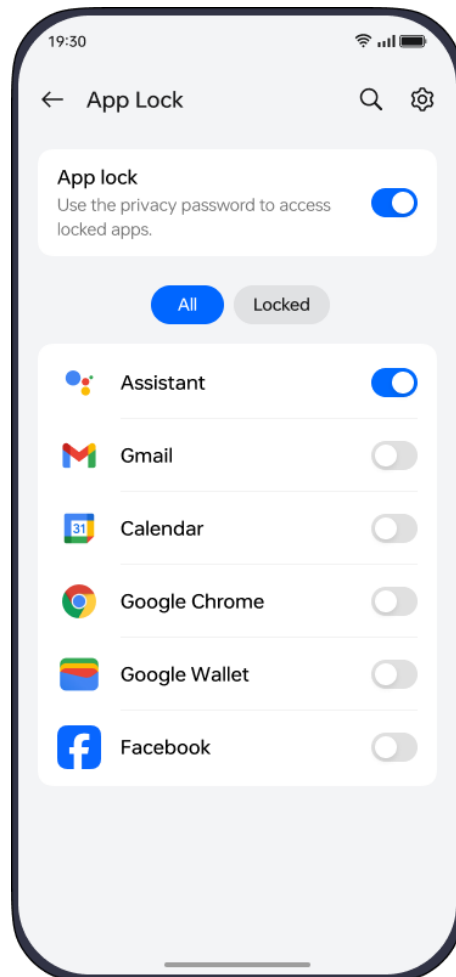 19:30
App Lock
App lock
Use the privacy password to access
locked apps.
All
Locked
Assistant
Gmail
31
Calendar
Google Chrome
Google Wallet
Facebook